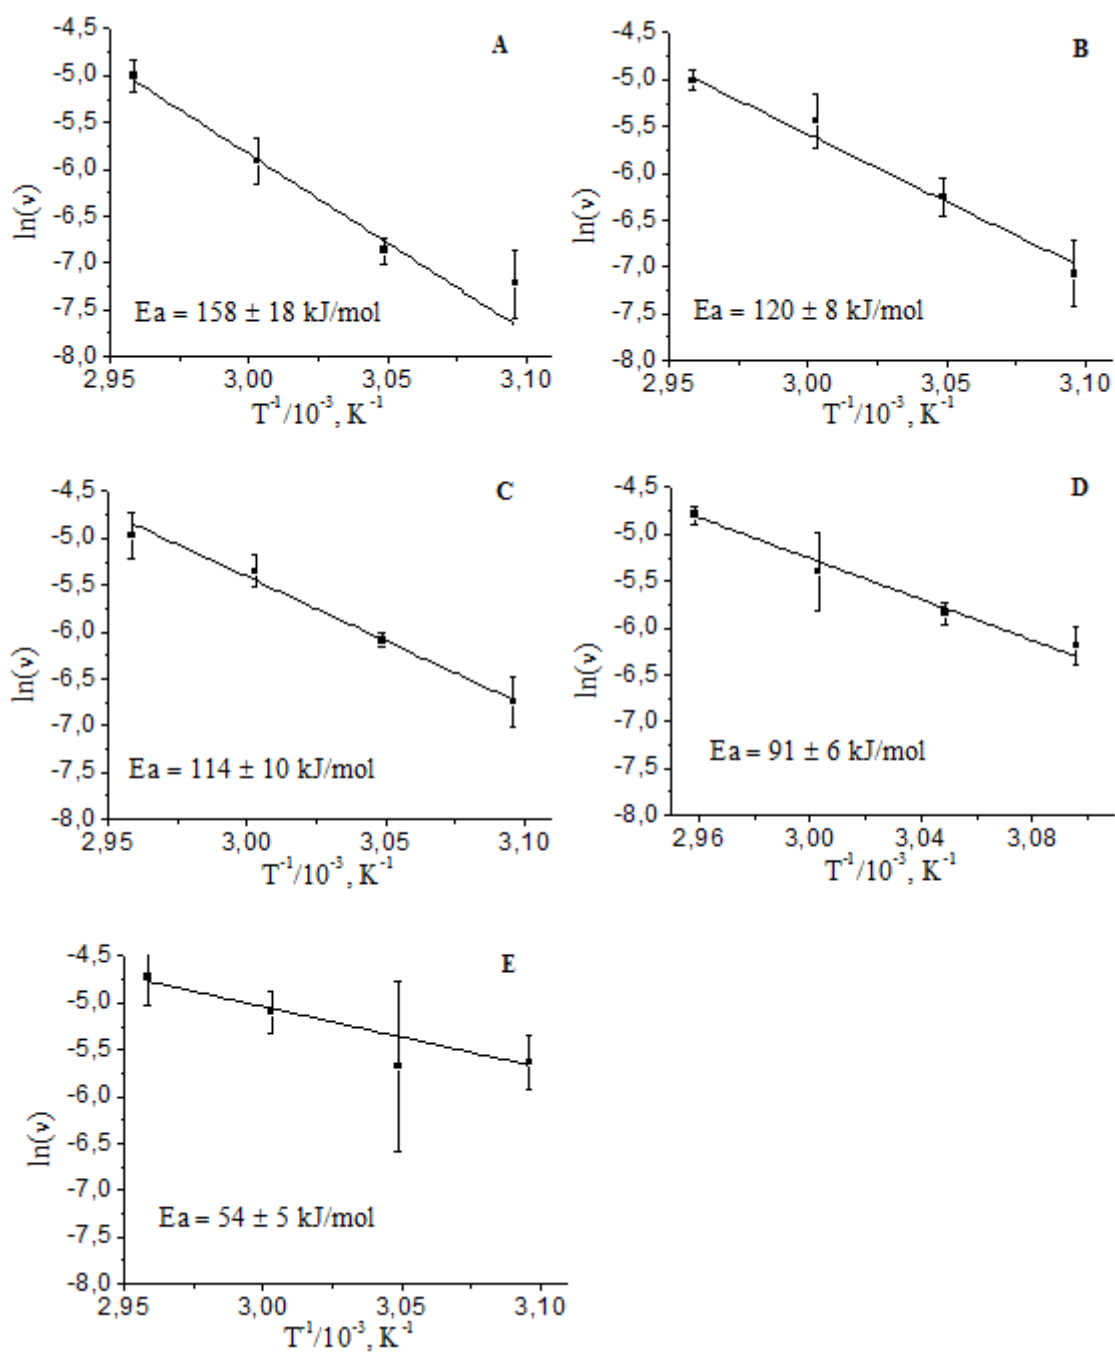 A
-4,5
-5,0
-5,5
-6,0
-6,5
-7,0
-7,5
-8,0
ln(ν)
Ea = 158 ± 18 kJ/mol
2,95 3,00 3,05 3,10
T⁻¹/10⁻³, K⁻¹
B
-4,5
-5,0
-5,5
-6,0
-6,5
-7,0
-7,5
-8,0
ln(ν)
Ea = 120 ± 8 kJ/mol
2,95 3,00 3,05 3,10
T⁻¹/10⁻³, K⁻¹
C
-4,5
-5,0
-5,5
-6,0
-6,5
-7,0
-7,5
-8,0
ln(ν)
Ea = 114 ± 10 kJ/mol
2,95 3,00 3,05 3,10
T⁻¹/10⁻³, K⁻¹
D
-4,5
-5,0
-5,5
-6,0
-6,5
-7,0
-7,5
-8,0
ln(ν)
Ea = 91 ± 6 kJ/mol
2,96 3,00 3,04 3,08
T⁻¹/10⁻³, K⁻¹
E
-4,5
-5,0
-5,5
-6,0
-6,5
-7,0
-7,5
-8,0
ln(ν)
Ea = 54 ± 5 kJ/mol
2,95 3,00 3,05 3,10
T⁻¹/10⁻³, K⁻¹